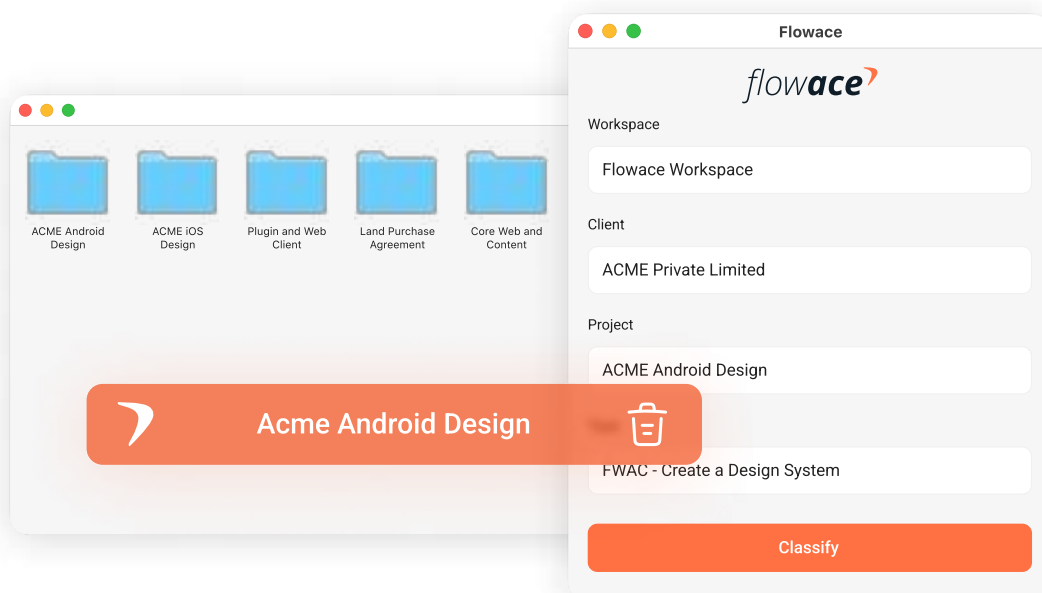 Flowace
flowace
Workspace
Flowace Workspace
Client
ACME Private Limited
Project
ACME Android Design
FWAC - Create a Design System
Classify
ACME Android
Design
ACME iOS
Design
Plugin and Web
Client
Land Purchase
Agreement
Core Web and
Content
Acme Android Design